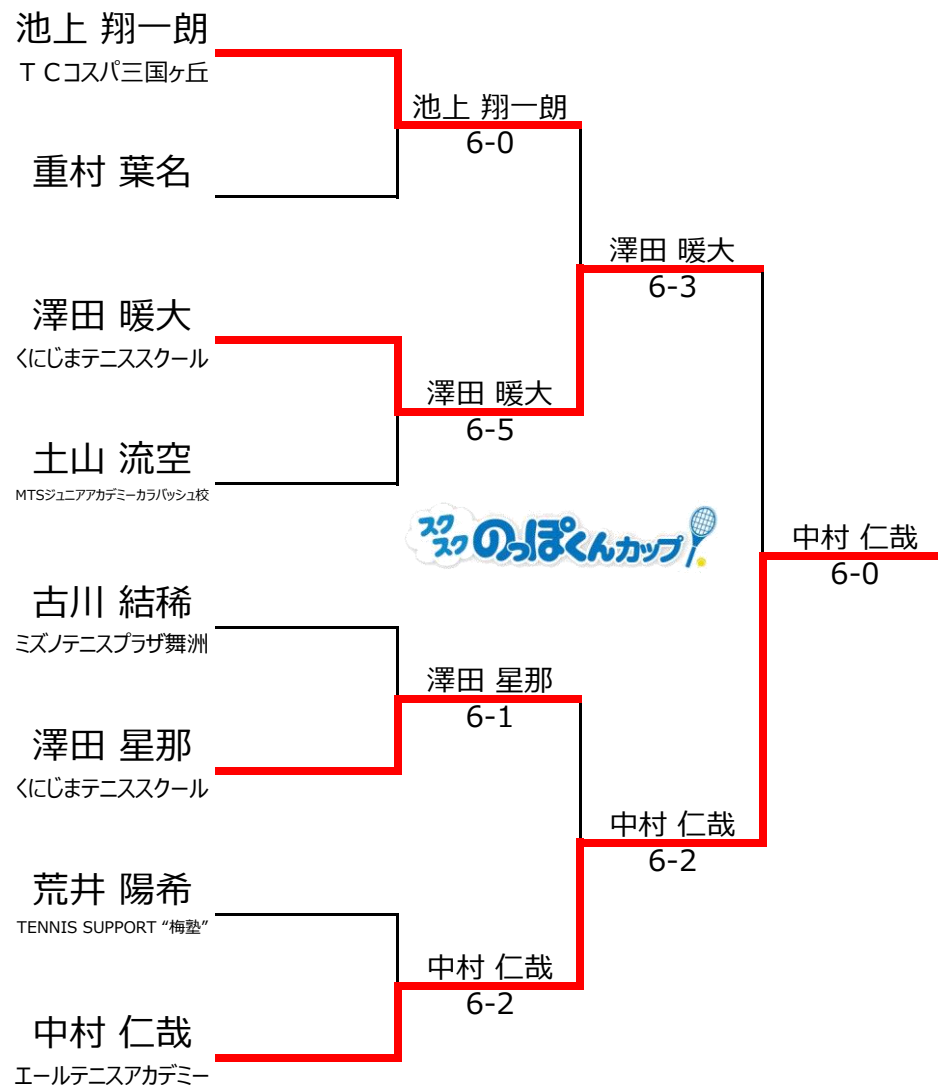 池上 翔一朗
ＴＣコスパ三国ヶ丘
池上 翔一朗
6-0
重村 葉名
澤田 暖大
6-3
澤田 暖大
くにじまテニススクール
澤田 暖大
6-5
土山 流空
MTSジュニアアカデミーカラバッシュ校
スクスクのっぽくんカップ
中村 仁哉
6-0
古川 結稀
ミズノテニスプラザ舞洲
澤田 星那
6-1
澤田 星那
くにじまテニススクール
中村 仁哉
6-2
荒井 陽希
TENNIS SUPPORT “梅塾”
中村 仁哉
6-2
中村 仁哉
エールテニスアカデミー